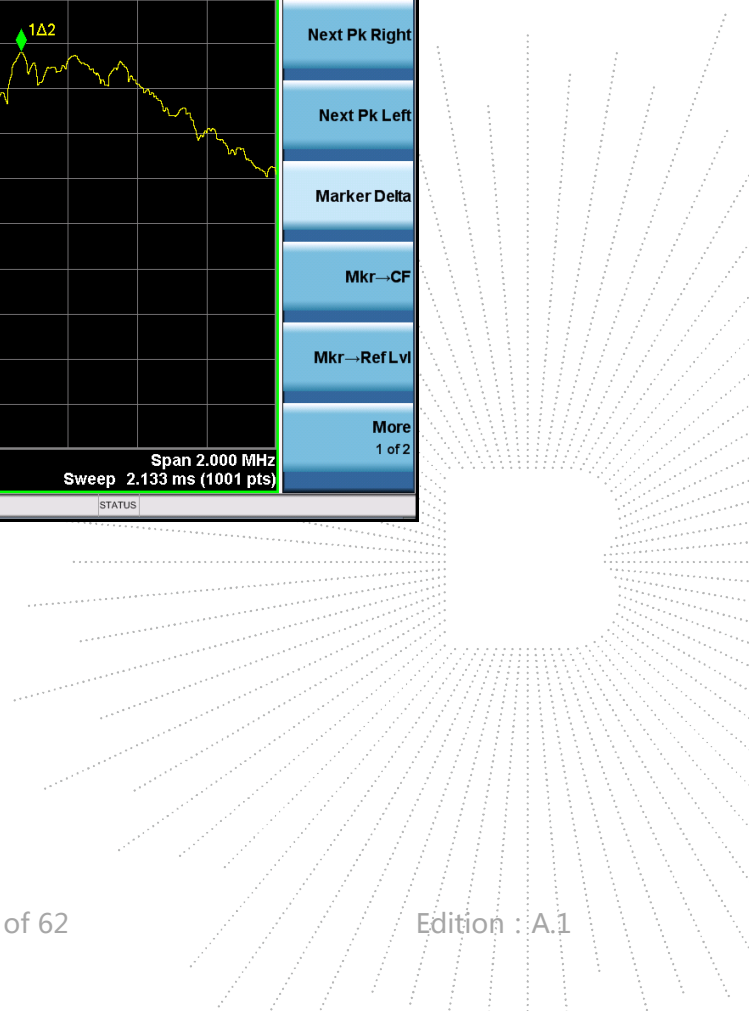 1Δ2
Next Pk Right
Next Pk Left
Marker Delta
Mkr→CF
Mkr→Ref Lvl
More
1 of 2
Span 2.000 MHz
Sweep 2.133 ms (1001 pts)
STATUS
of 62
Edition：A.1